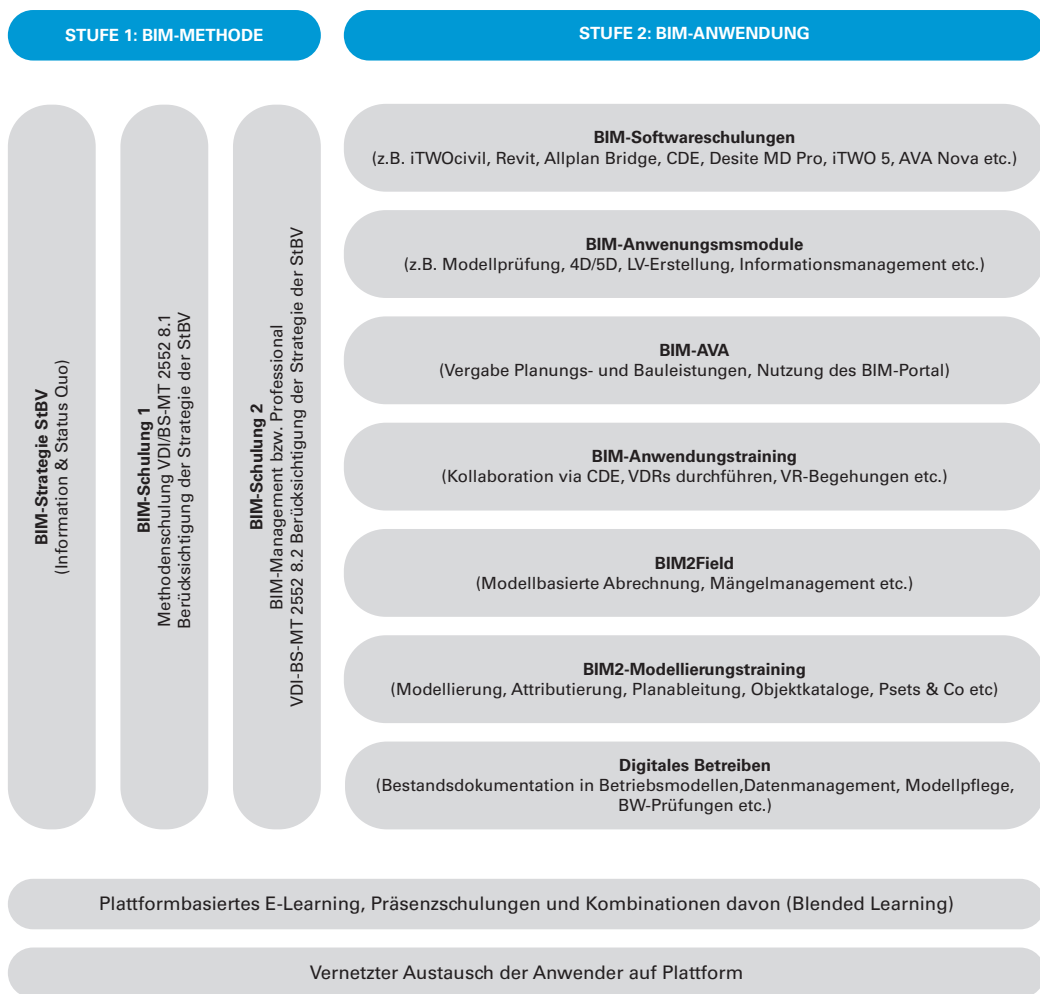 STUFE 1: BIM-METHODE
STUFE 2: BIM-ANWENDUNG
BIM-Strategie StBV
(Information & Status Quo)
BIM-Schulung 1
Methodenschulung VDI/BS-MT 2552 8.1
Berücksichtigung der Strategie der StBV
BIM-Schulung 2
BIM-Management bzw. Professional
VDI-BS-MT 2552 8.2 Berücksichtigung der Strategie der StBV
BIM-Softwareschulungen
(z.B. iTWOcivil, Revit, Allplan Bridge, CDE, Desite MD Pro, iTWO 5, AVA Nova etc.)
BIM-Anwenungsmsmodule
(z.B. Modellprüfung, 4D/5D, LV-Erstellung, Informationsmanagement etc.)
BIM-AVA
(Vergabe Planungs- und Bauleistungen, Nutzung des BIM-Portal)
BIM-Anwendungstraining
(Kollaboration via CDE, VDRs durchführen, VR-Begehungen etc.)
BIM2Field
(Modellbasierte Abrechnung, Mängelmanagement etc.)
BIM2-Modellierungstraining
(Modellierung, Attributierung, Planableitung, Objektkataloge, Psets & Co etc)
Digitales Betreiben
(Bestandsdokumentation in Betriebsmodellen,Datenmanagement, Modellpflege,
BW-Prüfungen etc.)
Plattformbasiertes E-Learning, Präsenzschulungen und Kombinationen davon (Blended Learning)
Vernetzter Austausch der Anwender auf Plattform